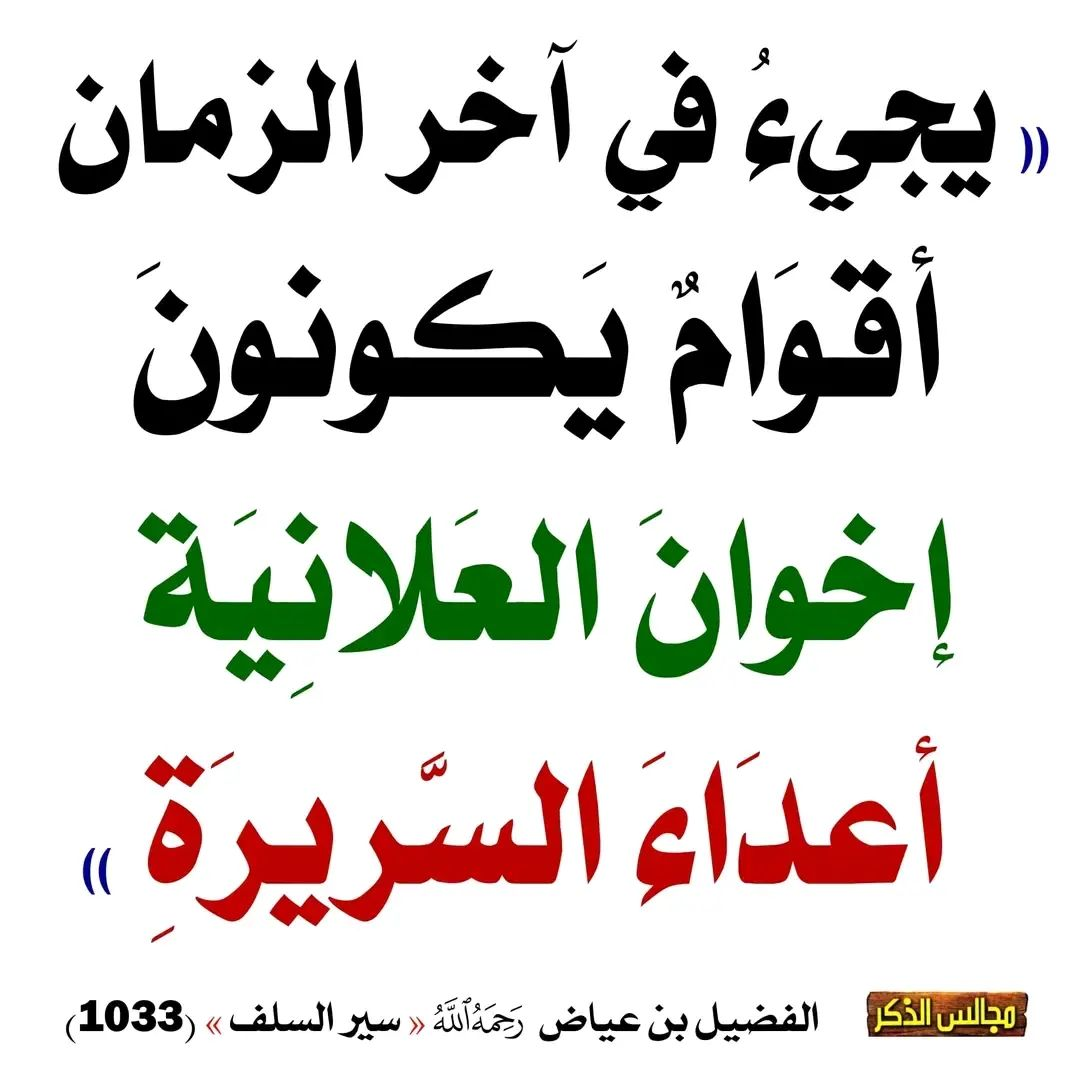 (( يجيءُ في آخر الزمان
أقوَامٌ يَكونونَ
إخوانَ العَلانِيَة
أعدَاءَ السَّريرَةِ ))
مجالس الذكر
الفضيل بن عياض رَحِمَهُ ٱللَّهُ « سير السلف » (1033)